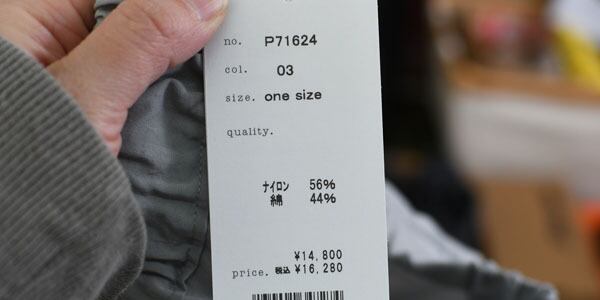 no. P71624
col. 03
size. one size
quality.
ナイロン 56%
綿 44%
¥14,800
price. 税込 ¥16,280